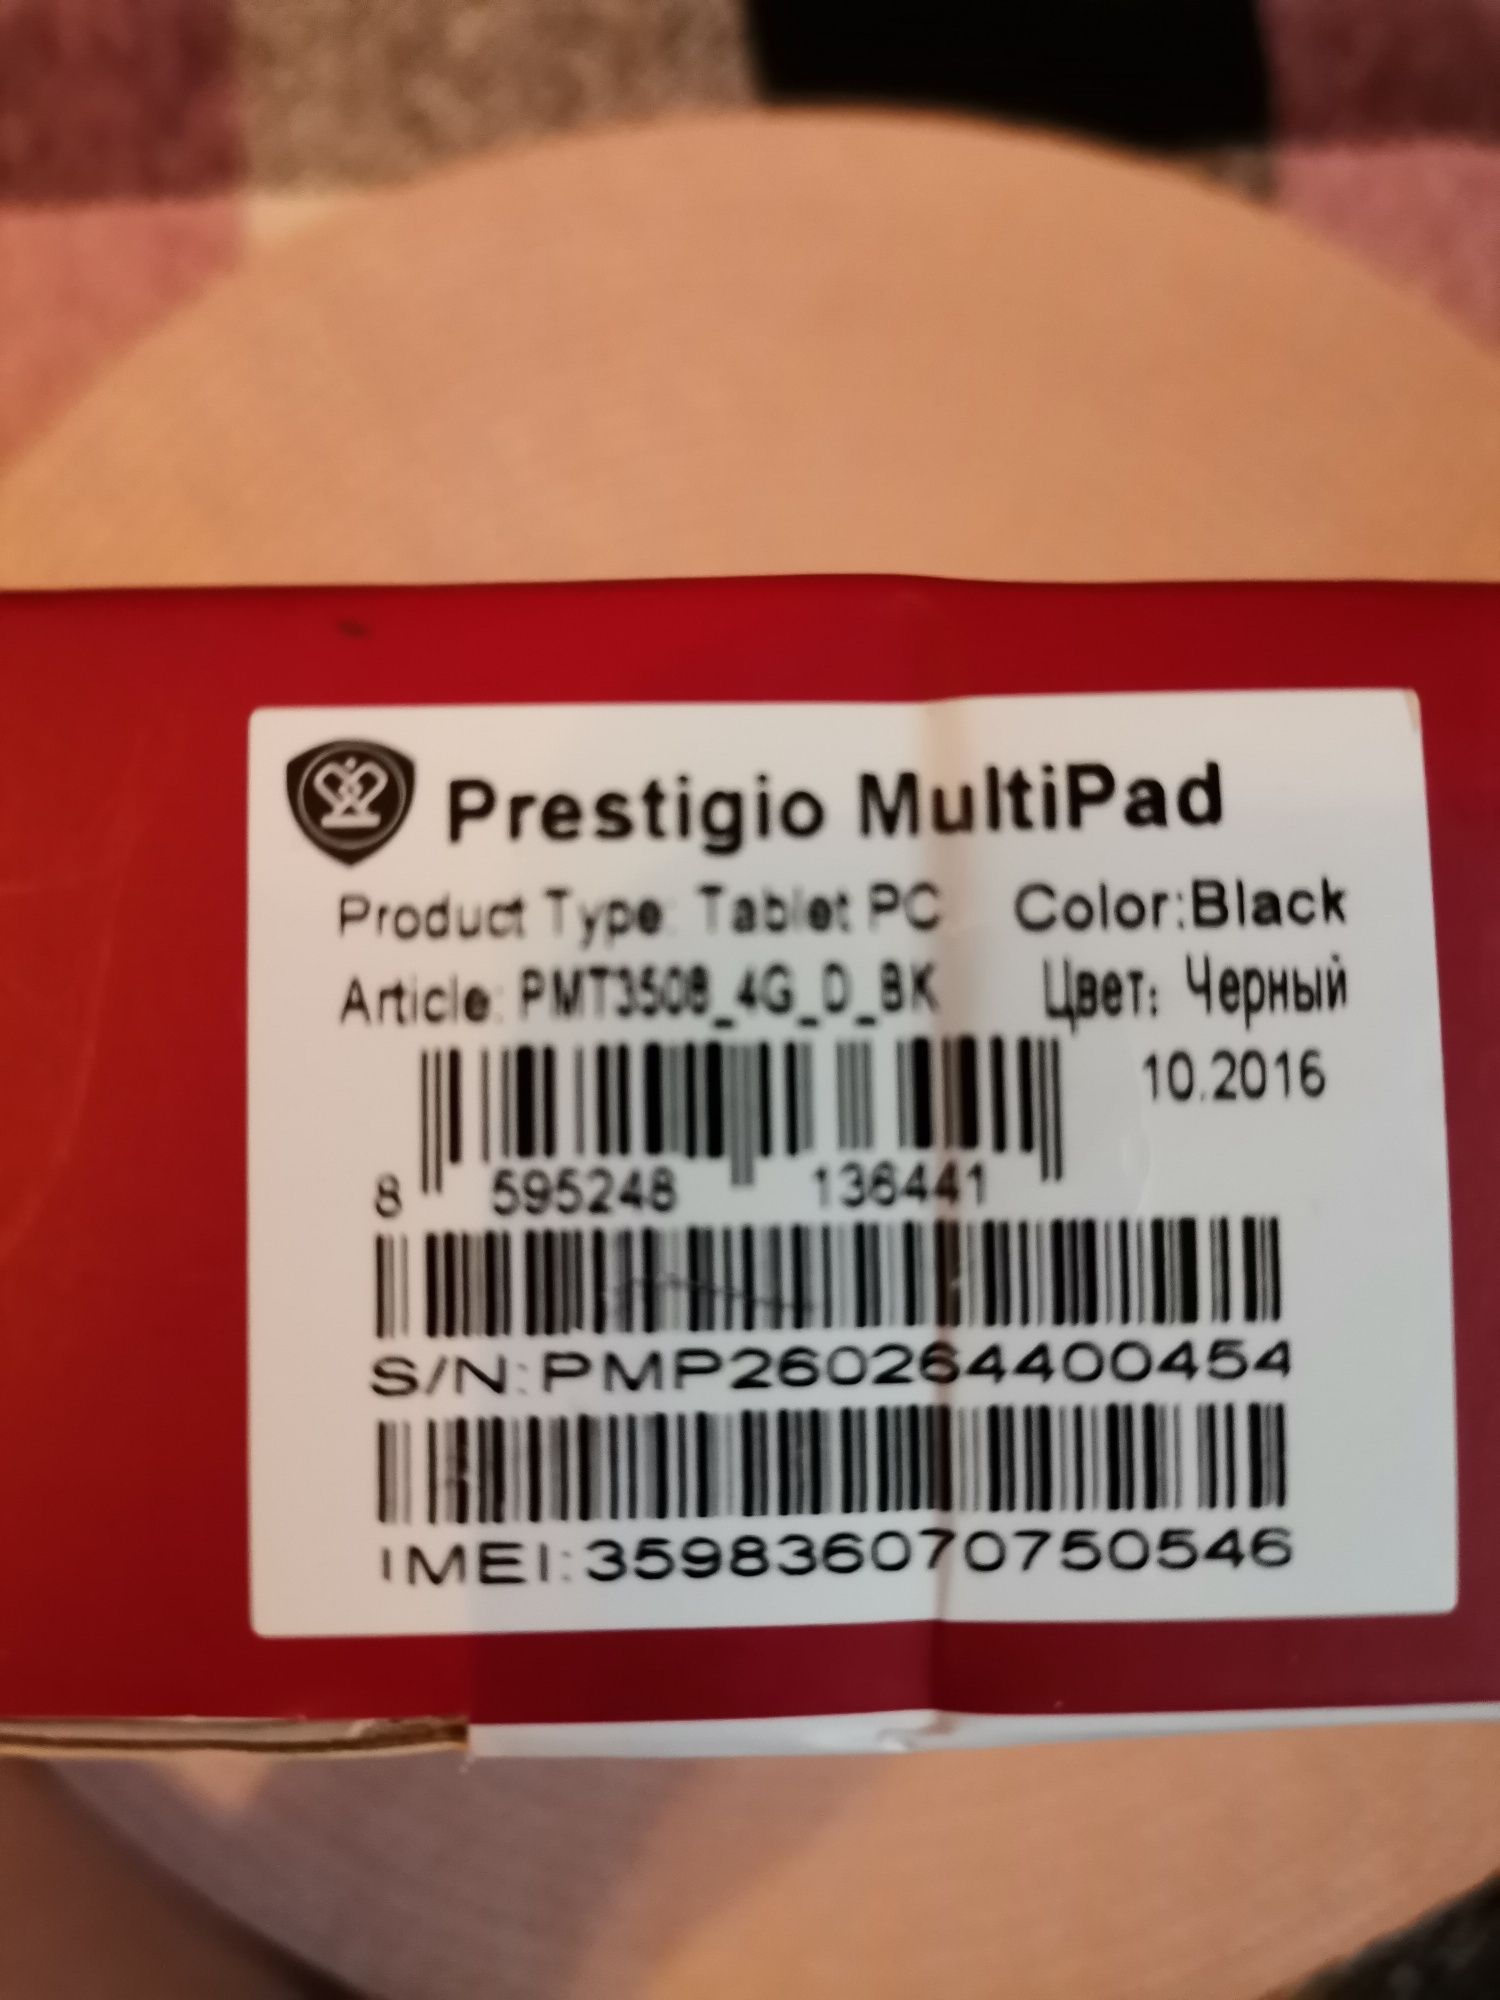 Prestigio MultiPad
Product Type: Tablet PC Color:Black
Article: PMT3508_4G_D_BK Цвет: Черный
10.2016
8 595248 136441
S/N:PMP260264400454
IMEI:359836070750546